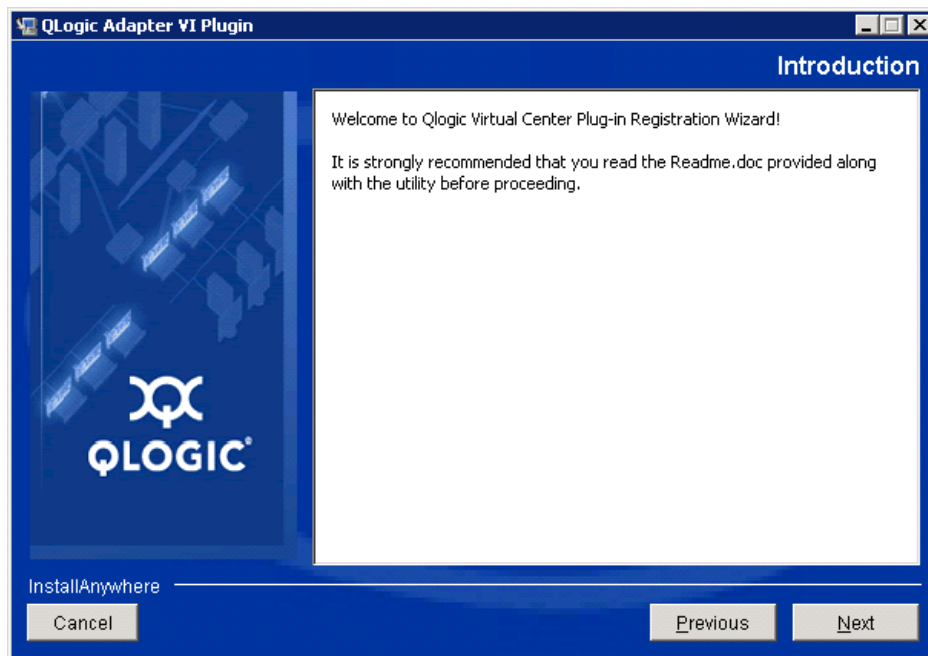 QLogic Adapter VI Plugin
Introduction
Welcome to Qlogic Virtual Center Plug-in Registration Wizard!
It is strongly recommended that you read the Readme.doc provided along
with the utility before proceeding.
QLOGIC
InstallAnywhere
Cancel
Previous
Next